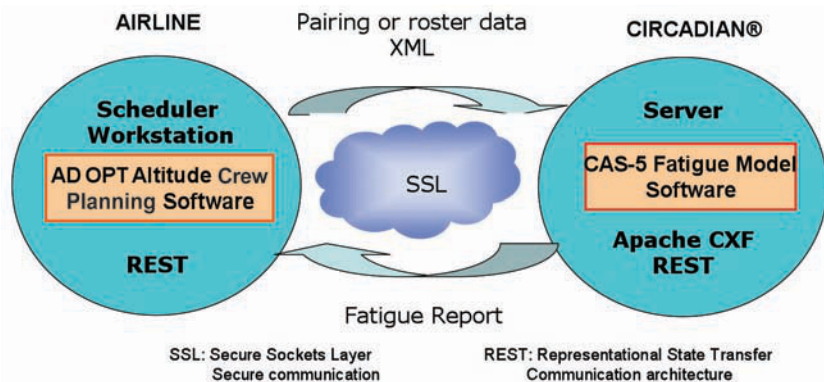 AIRLINE
Pairing or roster data
XML
CIRCADIAN®
Scheduler
Workstation
AD OPT Altitude Crew
Planning Software
REST
SSL
Server
CAS-5 Fatigue Model
Software
Apache CXF
REST
Fatigue Report
SSL: Secure Sockets Layer
Secure communication
REST: Representational State Transfer
Communication architecture